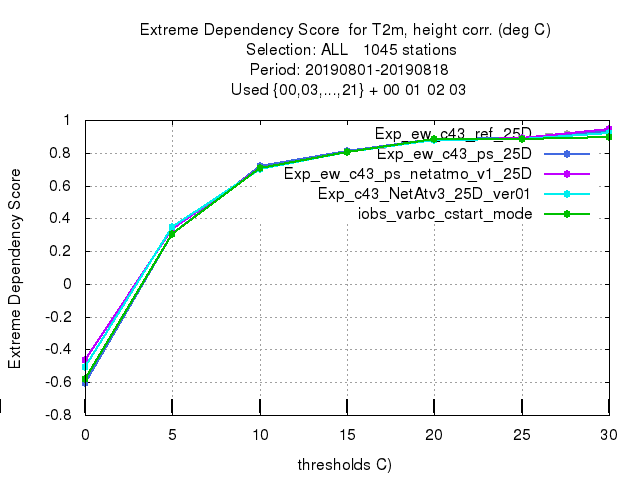 Extreme Dependency Score for T2m, height corr. (deg C)
Selection: ALL 1045 stations
Period: 20190801-20190818
Used {00,03,...,21} + 00 01 02 03
Exp_ew_c43_ref_25D
Exp_ew_c43_ps_25D
Exp_ew_c43_ps_netatmo_v1_25D
Exp_c43_NetAtv3_25D_ver01
iobs_varbc_cstart_mode
Extreme Dependency Score
1
0.8
0.6
0.4
0.2
0
-0.2
-0.4
-0.6
-0.8
0 5 10 15 20 25 30
thresholds C)